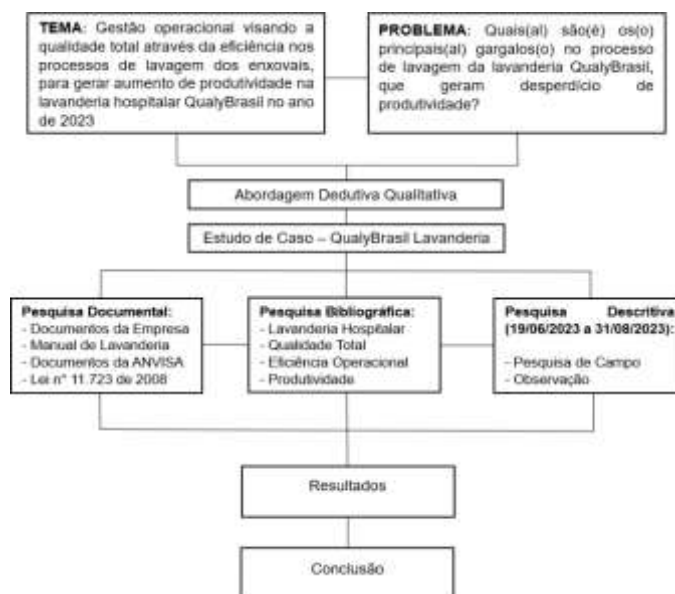 TEMA: Gestão operacional visando a
qualidade total através da eficiência nos
processos de lavagem dos enxovais,
para gerar aumento de produtividade na
lavanderia hospitalar QualyBrasil no ano
de 2023
PROBLEMA: Quais(al) são(é) os(o)
principais(al) gargalos(o) no processo
de lavagem da lavanderia QualyBrasil,
que geram desperdício de
produtividade?
Abordagem Dedutiva Qualitativa
Estudo de Caso – QualyBrasil Lavanderia
Pesquisa Documental:
- Documentos da Empresa
- Manual de Lavanderia
- Documentos da ANVISA
- Lei n° 11.723 de 2008
Pesquisa Bibliográfica:
- Lavanderia Hospitalar
- Qualidade Total
- Eficiência Operacional
- Produtividade
Pesquisa Descritiva
(19/06/2023 a 31/08/2023):
- Pesquisa de Campo
- Observação
Resultados
Conclusão